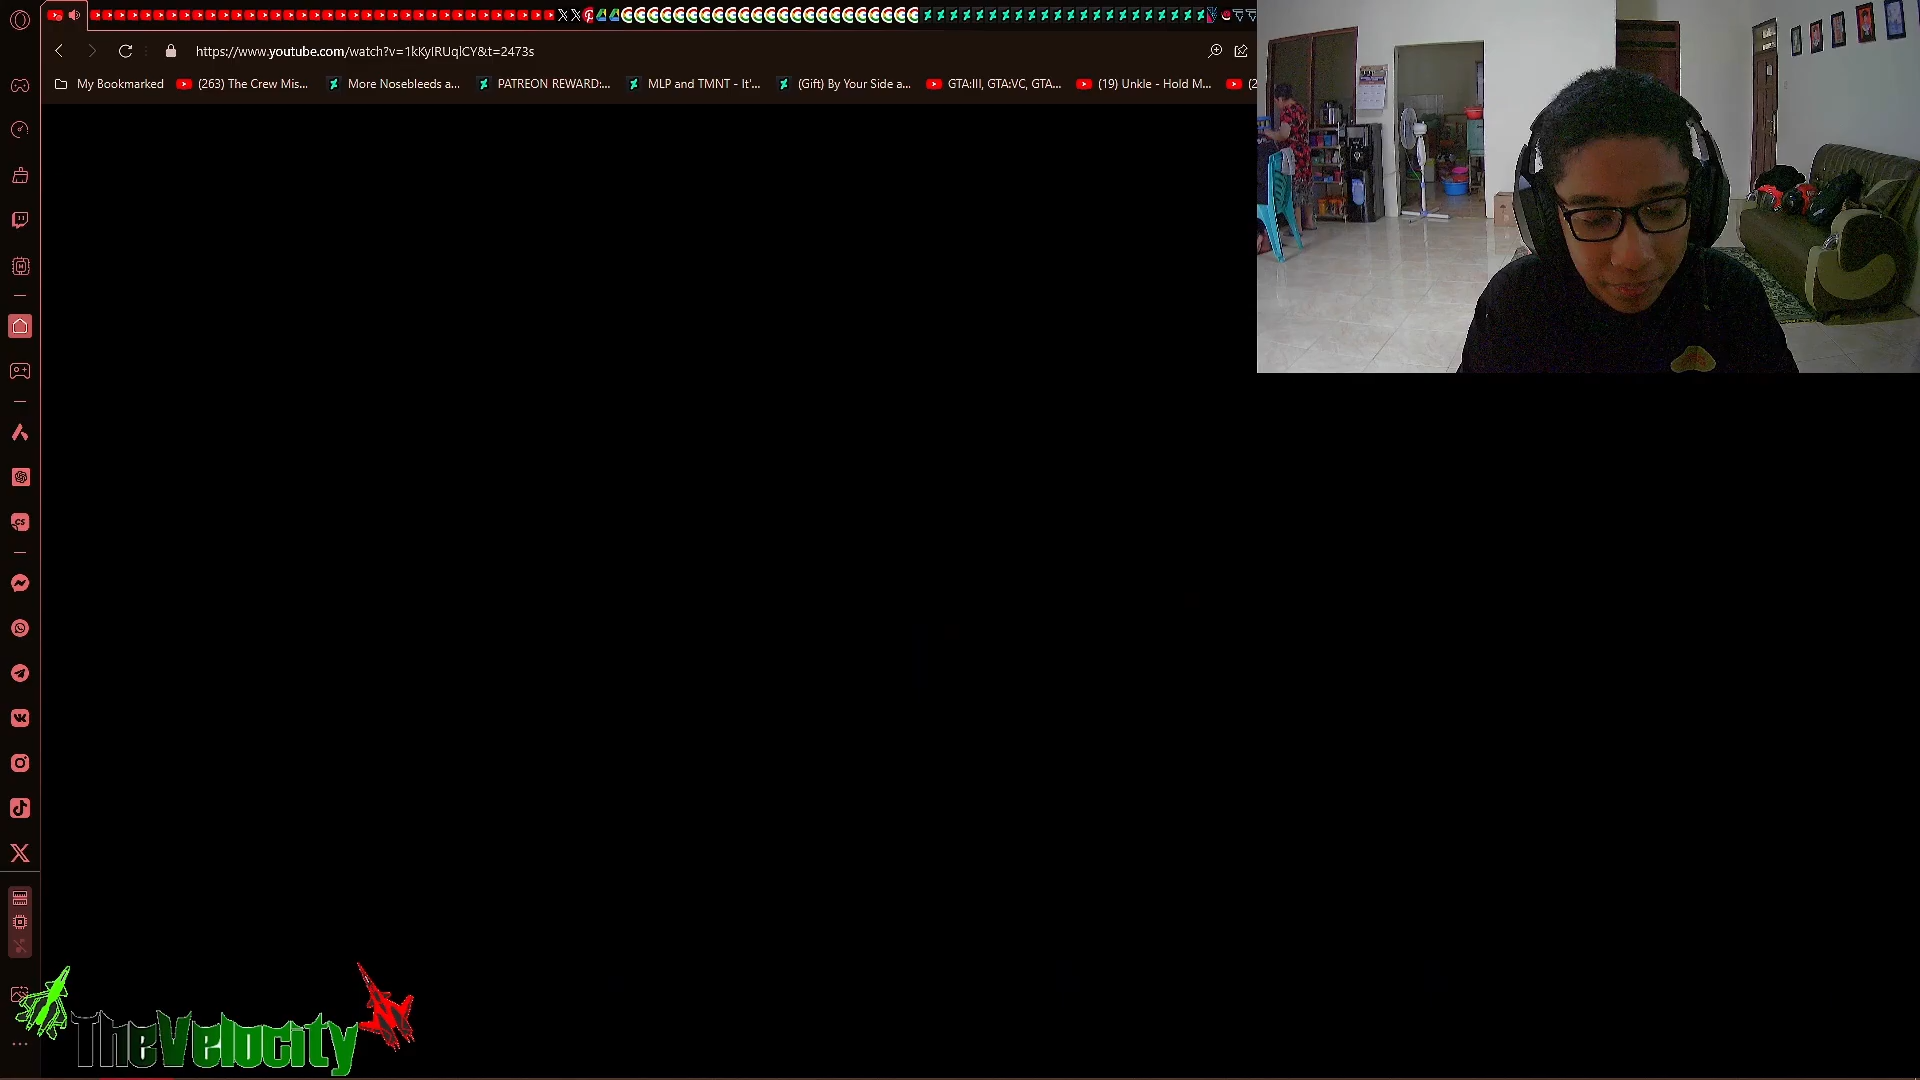 https://www.youtube.com/watch?v=1kKyIRUqlCY&t=2473s
My Bookmarked
(263) The Crew Mis...
More Nosebleeds a...
PATREON REWARD:...
MLP and TMNT - It'...
(Gift) By Your Side a...
GTA:III, GTA:VC, GTA...
(19) Unkle - Hold M...
(2
TheVelocity